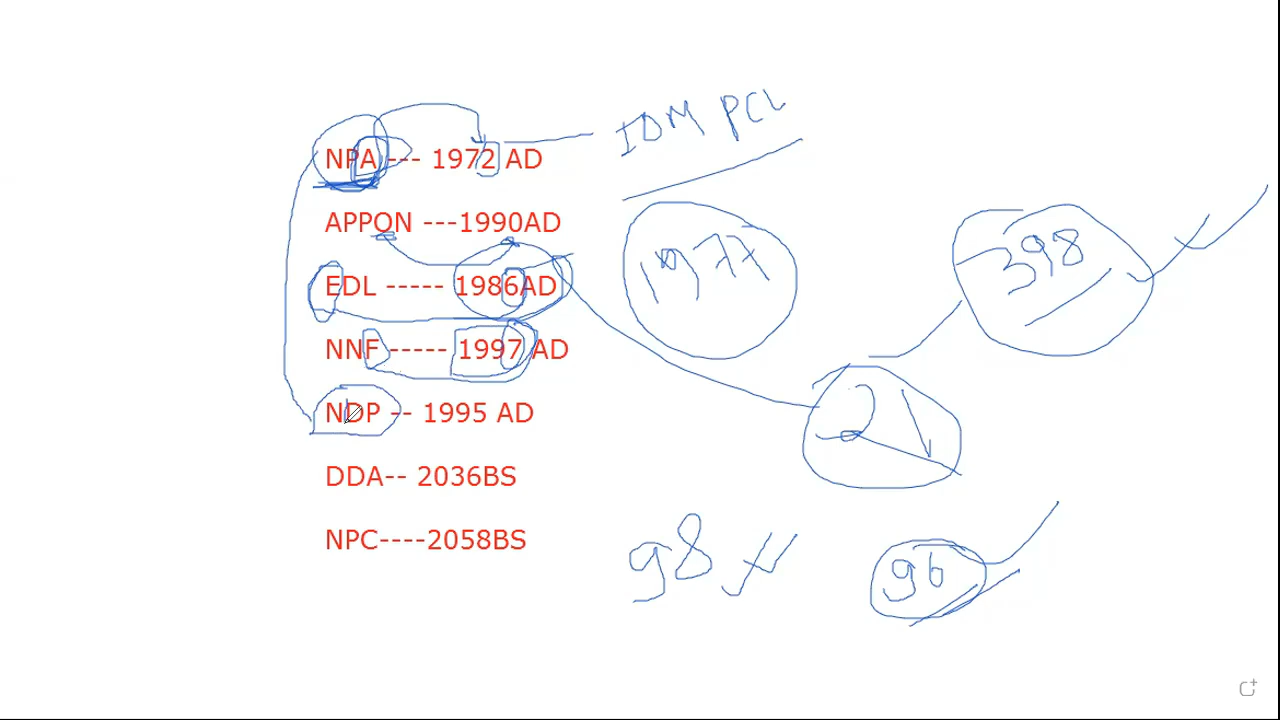 IDM PCL
NPA --- 1972 AD
APPON ---1990AD
1977
398
EDL ----- 1986AD
NNF ----- 1997 AD
NDP -- 1995 AD
21
DDA-- 2036BS
NPC----2058BS
98
96